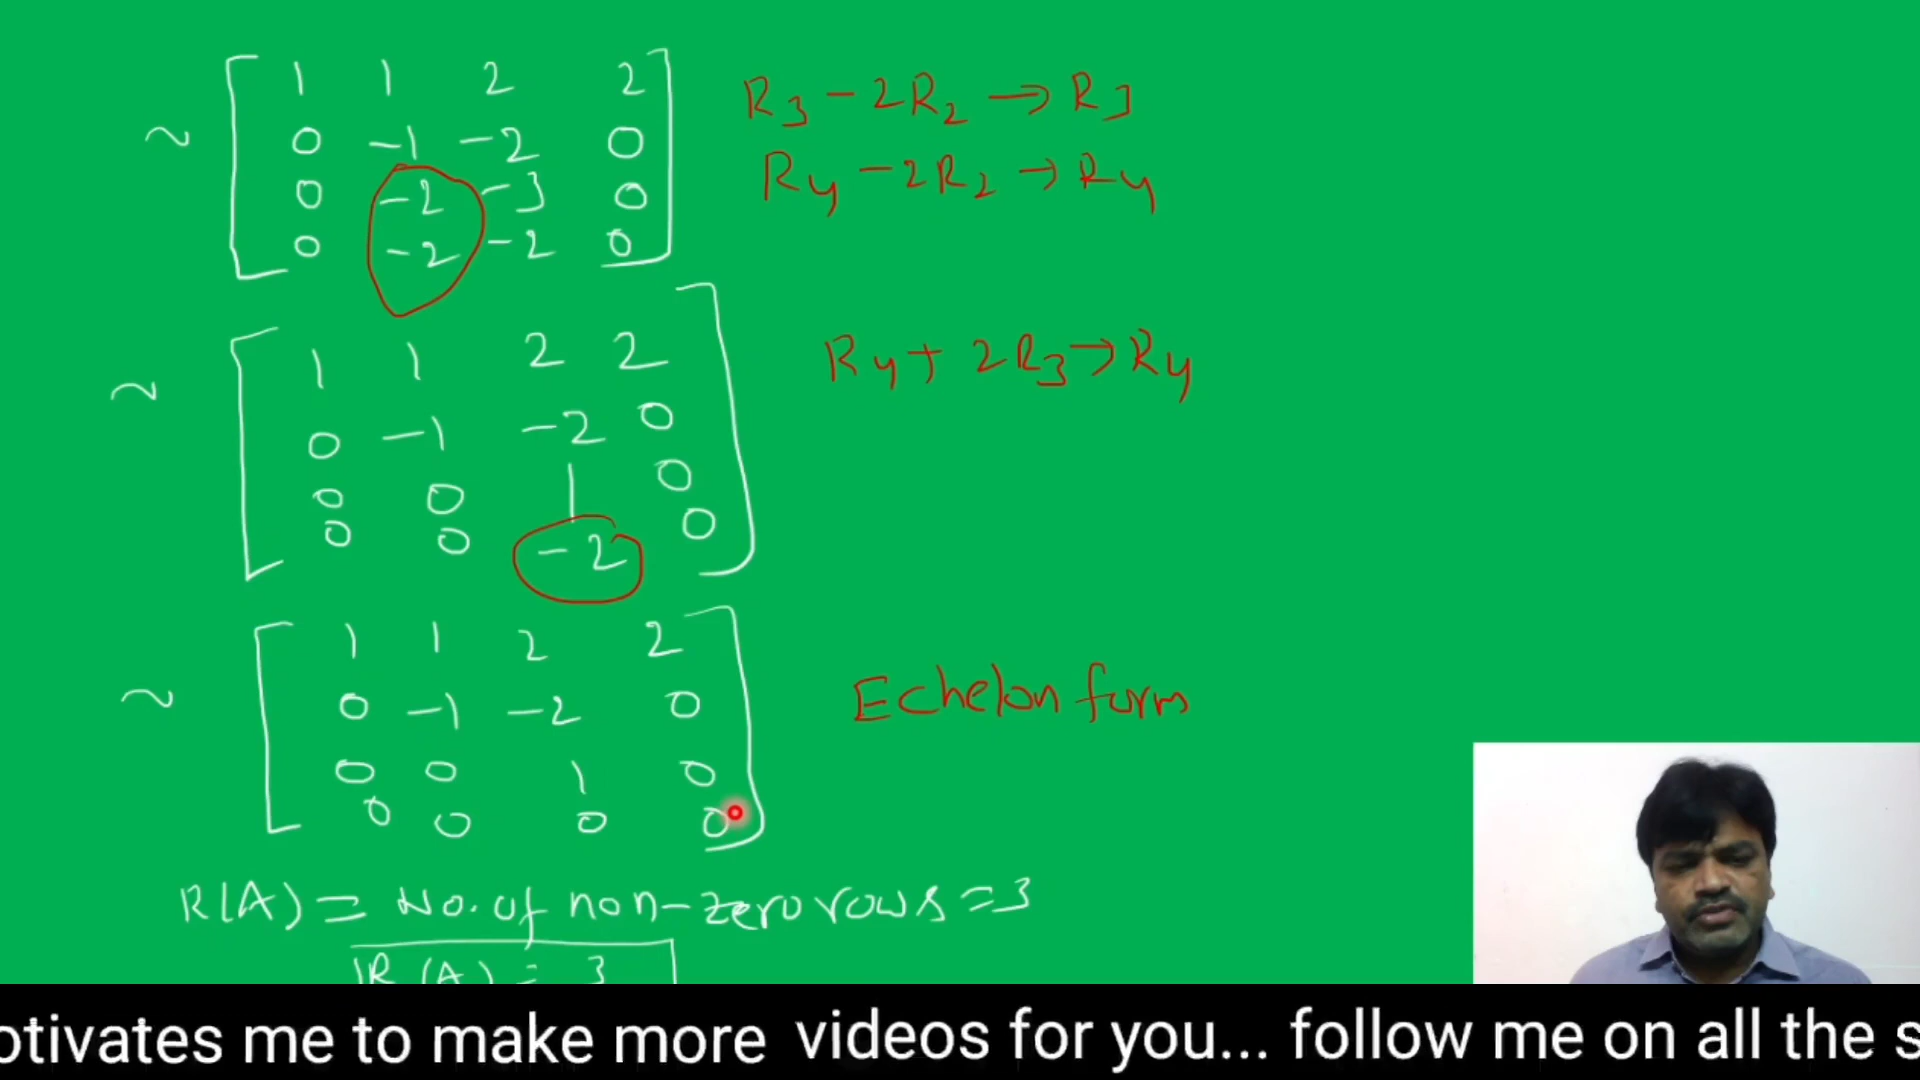 ~ [ 1 1 2 2
0 -1 -2 0
0 -2 -3 0
0 -2 -2 0 ]
R3 - 2R2 → R3
R4 - 2R2 → R4
~ [ 1 1 2 2
0 -1 -2 0
0 0 1 0
0 0 -2 0 ]
R4 + 2R3 → R4
~ [ 1 1 2 2
0 -1 -2 0
0 0 1 0
0 0 0 0 ]
Echelon form
R(A) = No. of non-zero rows = 3
R(A) = 3
otivates me to make more videos for you... follow me on all the s